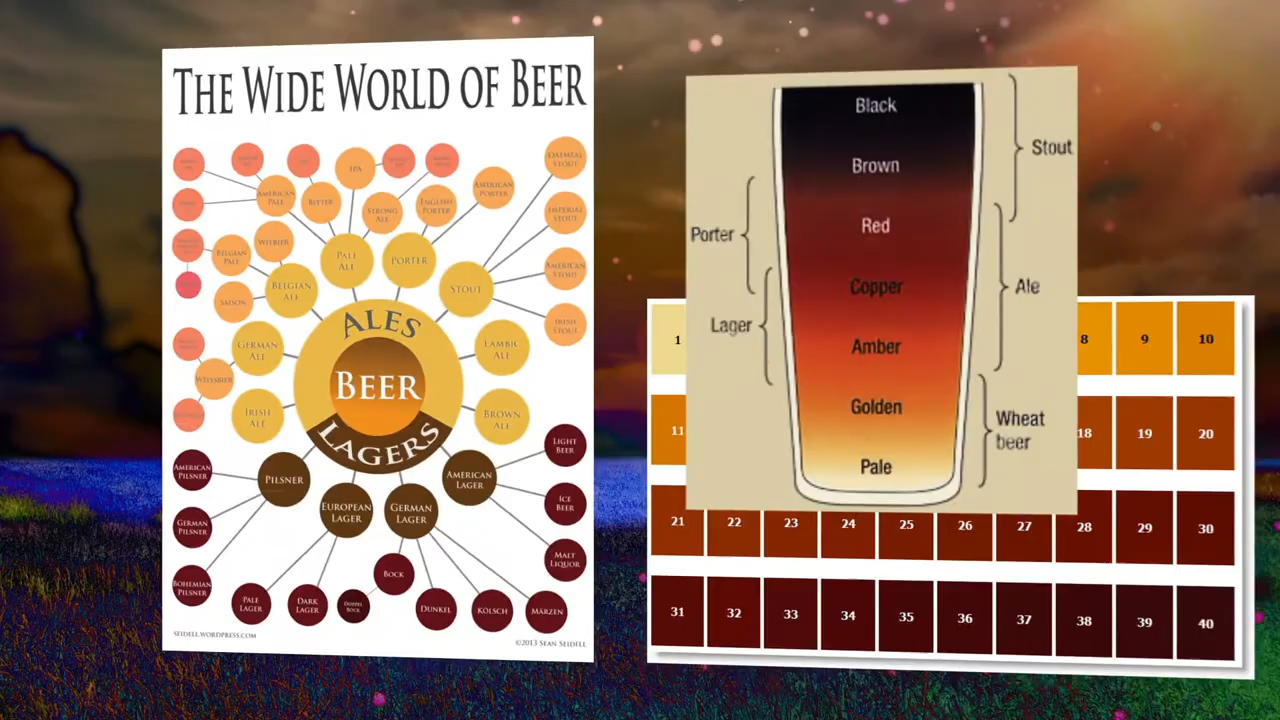 THE WIDE WORLD OF BEER
OATMEAL
STOUT
IPA
AMERICAN
PALE
BITTER
STRONG
ALE
ENGLISH
PORTER
AMERICAN
PORTER
IMPERIAL
STOUT
BELGIAN
PALE
WITBIER
PALE
ALE
PORTER
AMERICAN
STOUT
SAISON
BELGIAN
ALE
STOUT
IRISH
STOUT
ALES
GERMAN
ALE
LAMBIC
ALE
WEISSBIER
BEER
IRISH
ALE
BROWN
ALE
LAGERS
LIGHT
BEER
AMERICAN
PILSNER
PILSNER
AMERICAN
LAGER
ICE
BEER
EUROPEAN
LAGER
GERMAN
LAGER
GERMAN
PILSNER
MALT
LIQUOR
BOCK
BOHEMIAN
PILSNER
PALE
LAGER
DARK
LAGER
DOPPEL
BOCK
DUNKEL
KÖLSCH
MÄRZEN
SEIDELL.WORDPRESS.COM
©2013 SEAN SEIDELL
Black
Stout
Brown
Red
Porter
Copper
Ale
Lager
Amber
Golden
Wheat
beer
Pale
1 8 9 10
11 18 19 20
21 22 23 24 25 26 27 28 29 30
31 32 33 34 35 36 37 38 39 40